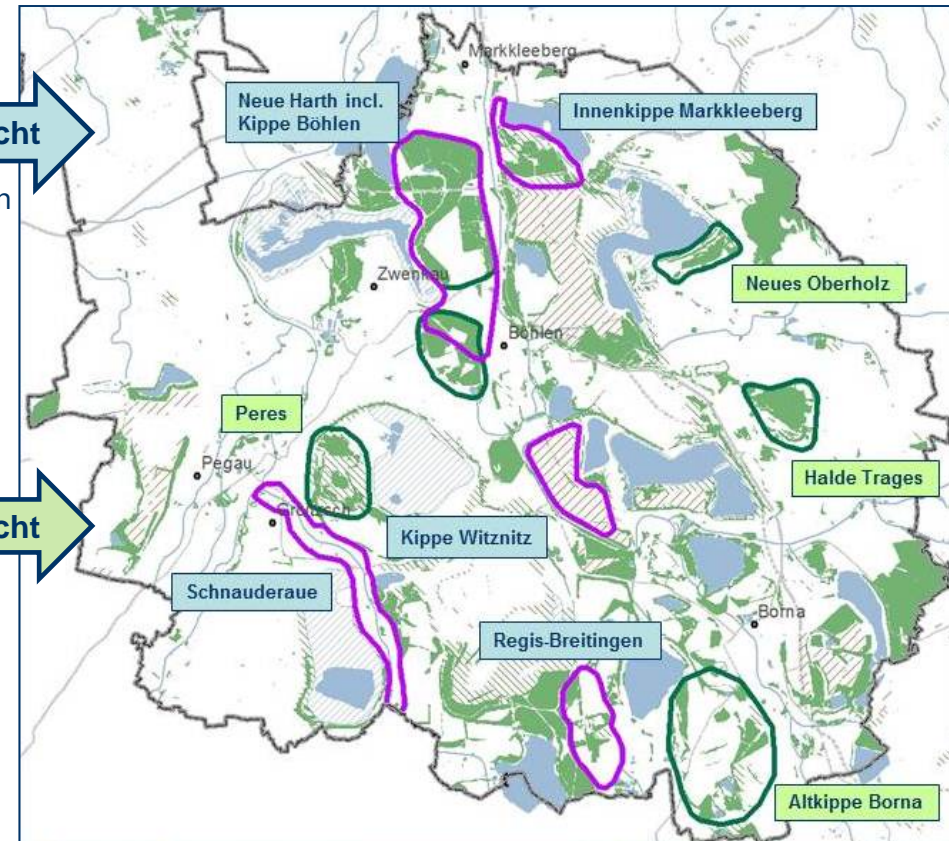 Markkleeberg
Neue Harth incl.
Kippe Böhlen
Innenkippe Markkleeberg
cht
n
Neues Oberholz
Zwenkau
Böhlen
Peres
Pegau
Halde Trages
cht
Groitzsch
Kippe Witznitz
Schnauderaue
Borna
Regis-Breitingen
Altkippe Borna